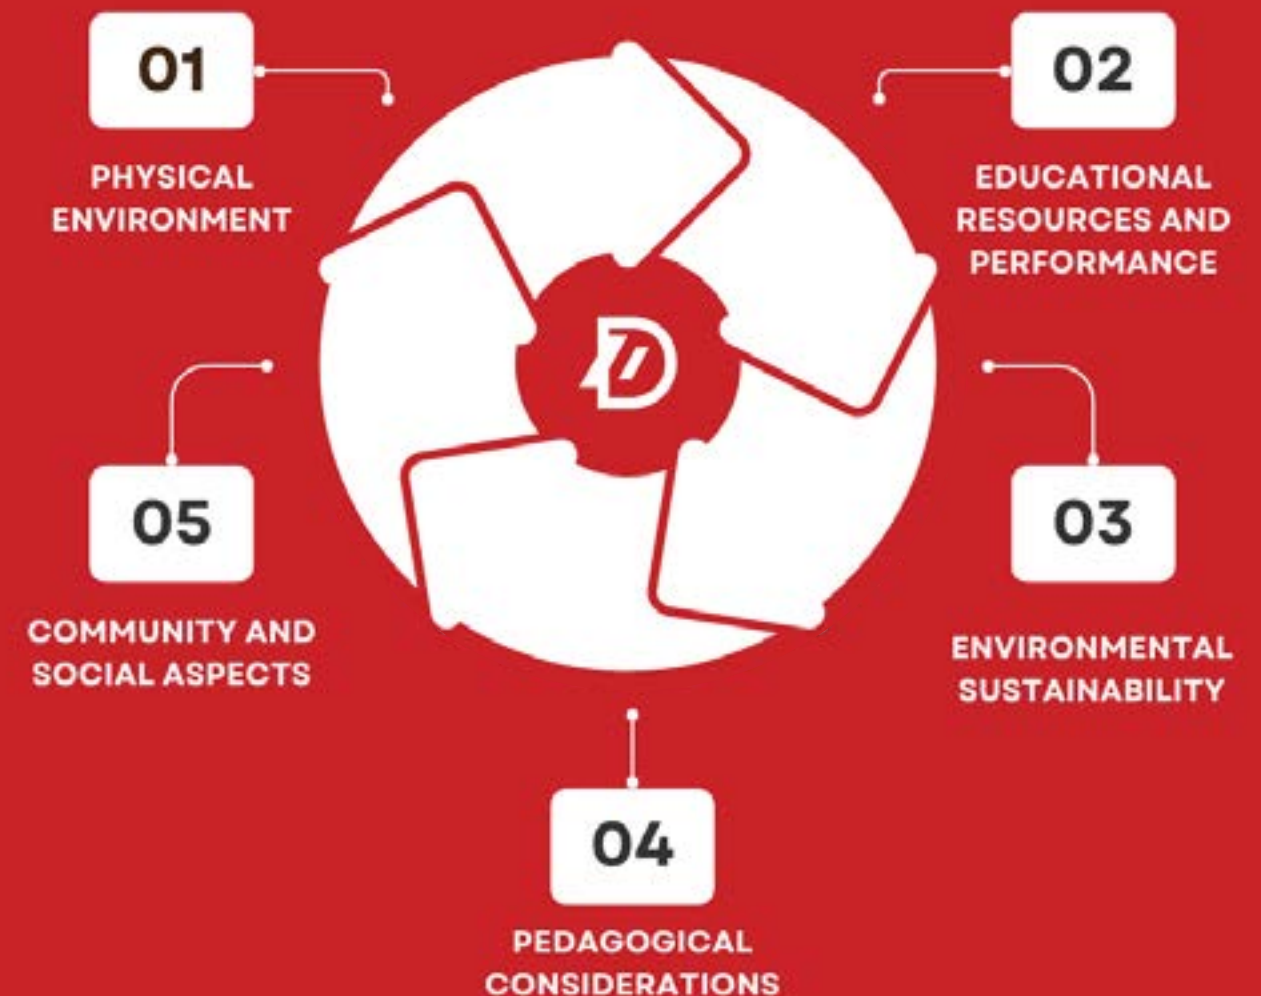 01
PHYSICAL
ENVIRONMENT
02
EDUCATIONAL
RESOURCES AND
PERFORMANCE
03
ENVIRONMENTAL
SUSTAINABILITY
04
PEDAGOGICAL
CONSIDERATIONS
05
COMMUNITY AND
SOCIAL ASPECTS